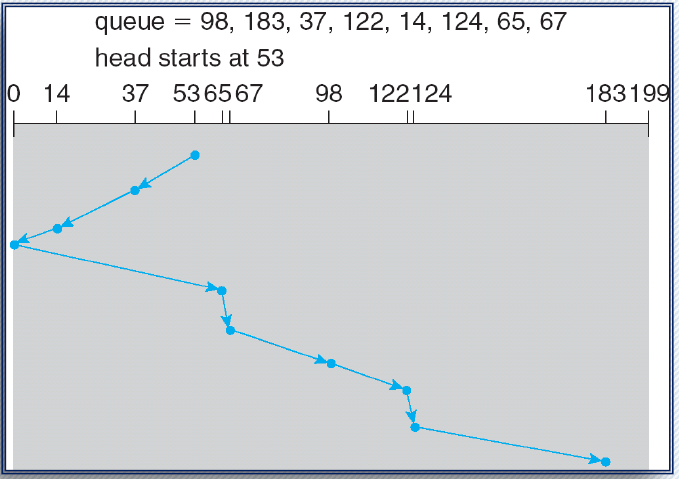 queue = 98, 183, 37, 122, 14, 124, 65, 67
head starts at 53
0 14 37 53 65 67 98 122 124 183 199